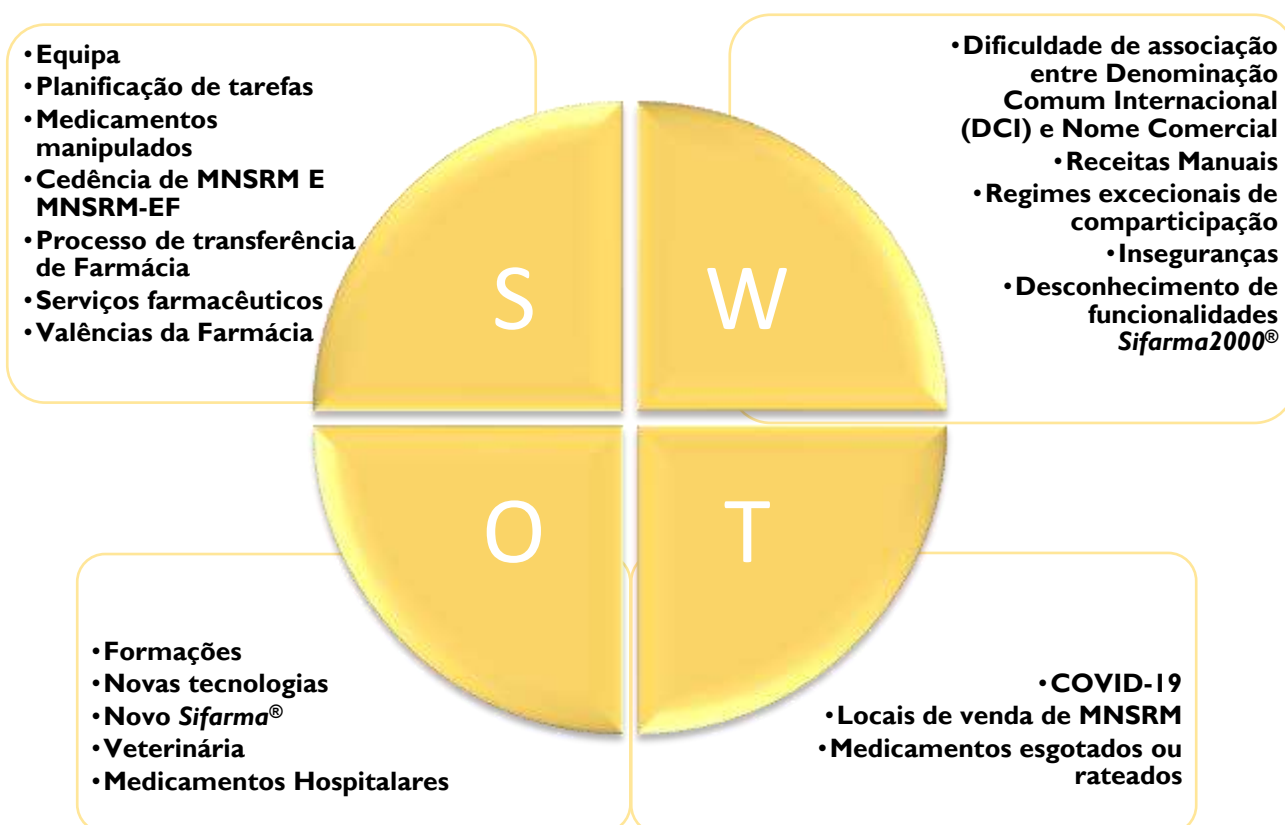 •Equipa
•Planificação de tarefas
•Medicamentos
manipulados
•Cedência de MNSRM E
MNSRM-EF
•Processo de transferência
de Farmácia
•Serviços farmacêuticos
•Valências da Farmácia
S
•Dificuldade de associação
entre Denominação
Comum Internacional
(DCI) e Nome Comercial
•Receitas Manuais
•Regimes excecionais de
comparticipação
•Inseguranças
•Desconhecimento de
funcionalidades
Sifarma2000®
W
O
•Formações
•Novas tecnologias
•Novo Sifarma®
•Veterinária
•Medicamentos Hospitalares
T
•COVID-19
•Locais de venda de MNSRM
•Medicamentos esgotados ou
rateados